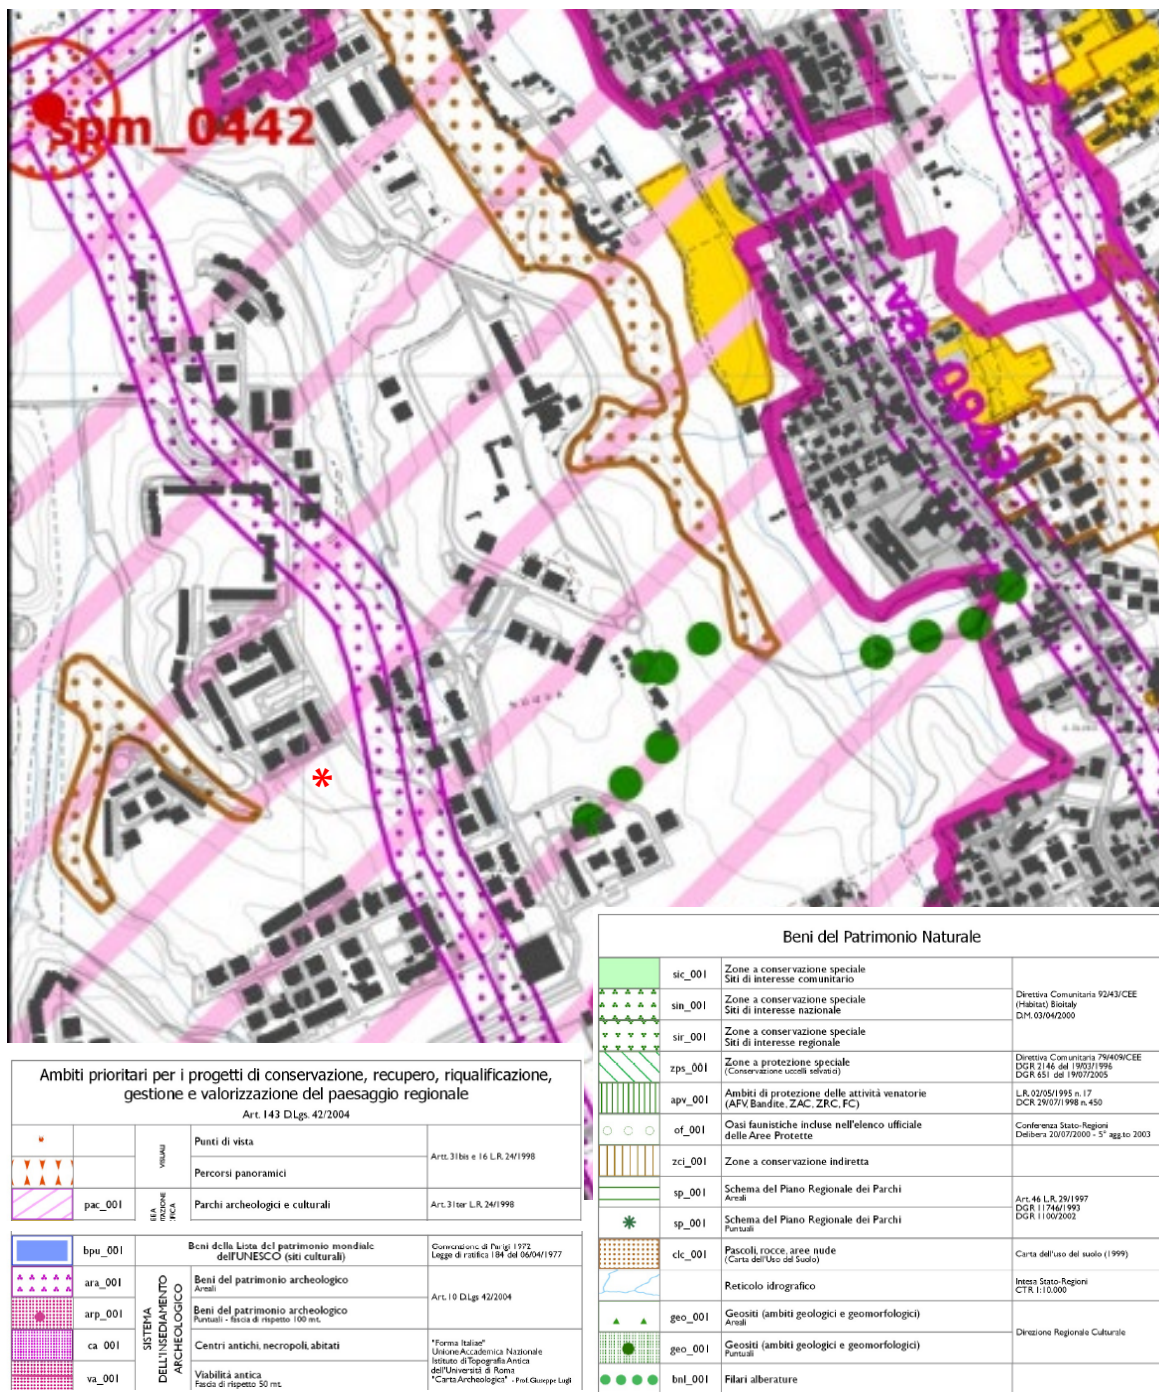 spm_0442
va_0543
Ambiti prioritari per i progetti di conservazione, recupero, riqualificazione,
gestione e valorizzazione del paesaggio regionale
Art. 143 D.Lgs. 42/2004
VISUALI
Punti di vista
Artt. 31bis e 16 L.R. 24/1998
Percorsi panoramici
pac_001
Parchi archeologici e culturali
Art. 31ter L.R. 24/1998
bpu_001
Beni della Lista del patrimonio mondiale
dell'UNESCO (siti culturali)
Convenzione di Parigi 1972
Legge di ratifica 184 del 06/04/1977
SISTEMA
DELL'INSEDIAMENTO
ARCHEOLOGICO
ara_001
Beni del patrimonio archeologico
Areali
Art. 10 D.Lgs 42/2004
arp_001
Beni del patrimonio archeologico
Puntuali - fascia di rispetto 100 mt.
ca_001
Centri antichi, necropoli, abitati
"Forma Italiae"
Unione Accademica Nazionale
Istituto di Topografia Antica
dell'Università di Roma
"Carta Archeologica" - Prof. Giuseppe Lugli
va_001
Viabilità antica
Fascia di rispetto 50 mt.
Beni del Patrimonio Naturale
sic_001
Zone a conservazione speciale
Siti di interesse comunitario
Direttiva Comunitaria 92/43/CEE
(Habitat) Bioitaly
D.M. 03/04/2000
sin_001
Zone a conservazione speciale
Siti di interesse nazionale
sir_001
Zone a conservazione speciale
Siti di interesse regionale
zps_001
Zone a protezione speciale
(Conservazione uccelli selvatici)
Direttiva Comunitaria 79/409/CEE
DGR 2146 del 19/03/1996
DGR 651 del 19/07/2005
apv_001
Ambiti di protezione delle attività venatorie
(AFV, Bandite, ZAC, ZRC, FC)
L.R. 02/05/1995 n. 17
DCR 29/07/1998 n. 450
of_001
Oasi faunistiche incluse nell'elenco ufficiale
delle Aree Protette
Conferenza Stato-Regioni
Delibera 20/07/2000 - 5° agg.to 2003
zci_001
Zone a conservazione indiretta
sp_001
Schema del Piano Regionale dei Parchi
Areali
Art. 46 L.R. 29/1997
DGR 11746/1993
DGR 1100/2002
sp_001
Schema del Piano Regionale dei Parchi
Puntuali
clc_001
Pascoli, rocce, aree nude
(Carta dell'Uso del Suolo)
Carta dell'uso del suolo (1999)
Reticolo idrografico
Intesa Stato-Regioni
CTR 1:10.000
geo_001
Geositi (ambiti geologici e geomorfologici)
Areali
Direzione Regionale Culturale
geo_001
Geositi (ambiti geologici e geomorfologici)
Puntuali
bnl_001
Filari alberature